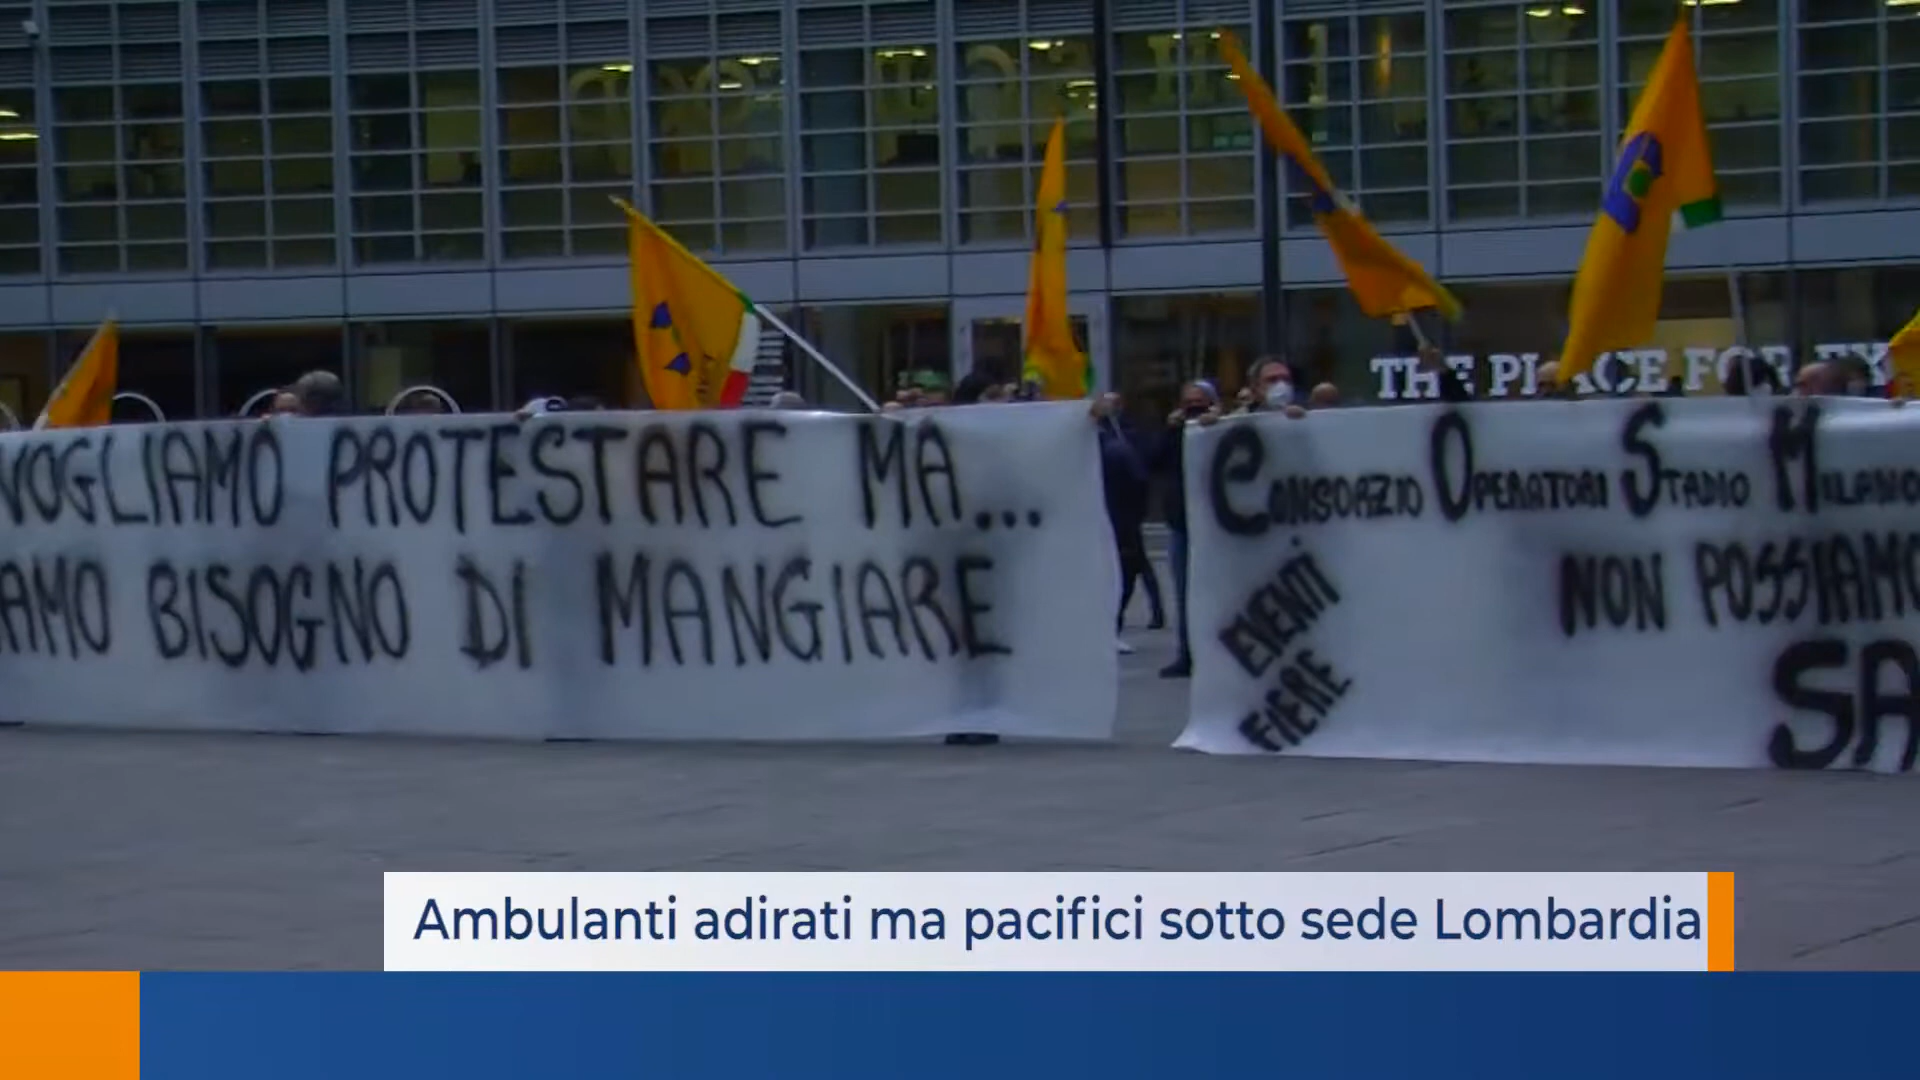 THE PLACE FOR EX
VOGLIAMO PROTESTARE MA...
AMO BISOGNO DI MANGIARE
CONSORZIO OPERATORI STADIO MILANO
EVENTI
FIERE
NON POSSIAMO
SA
Ambulanti adirati ma pacifici sotto sede Lombardia